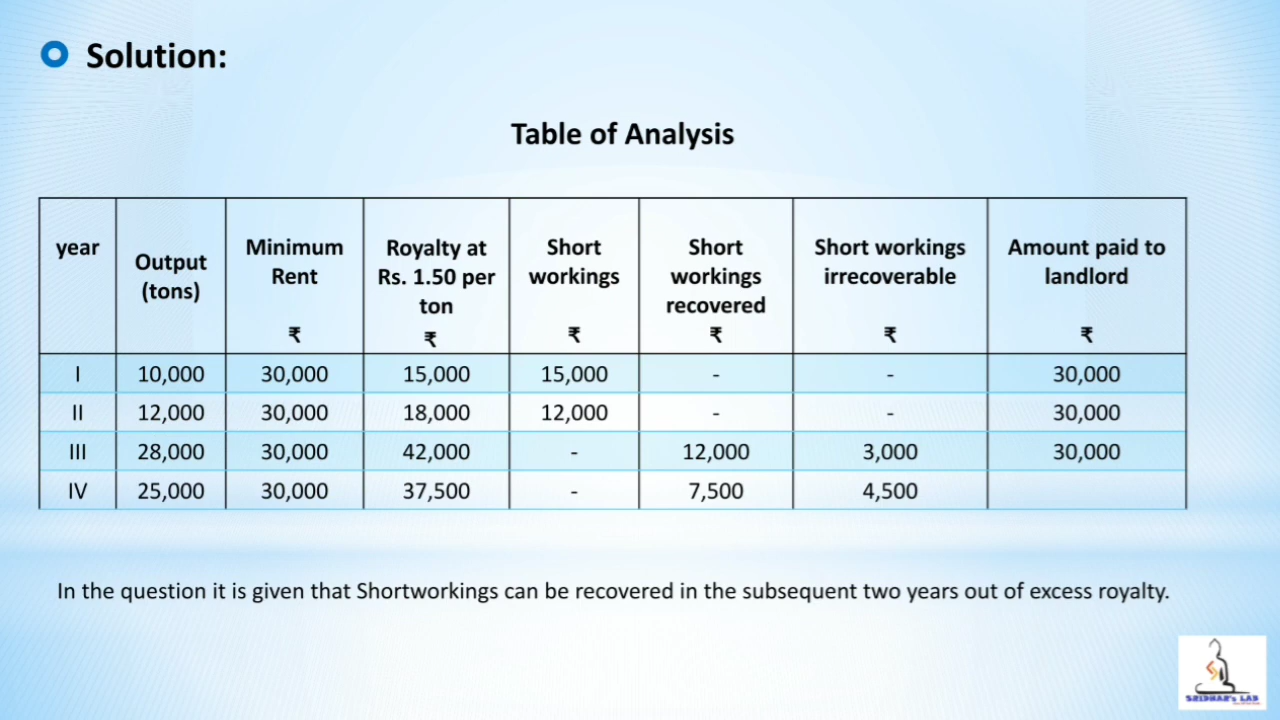 Solution:
Table of Analysis
year
Output
(tons)
Minimum
Rent
₹
Royalty at
Rs. 1.50 per
ton
₹
Short
workings
₹
Short
workings
recovered
₹
Short workings
irrecoverable
₹
Amount paid to
landlord
₹
I 10,000 30,000 15,000 15,000 - - 30,000
II 12,000 30,000 18,000 12,000 - - 30,000
III 28,000 30,000 42,000 - 12,000 3,000 30,000
IV 25,000 30,000 37,500 - 7,500 4,500
In the question it is given that Shortworkings can be recovered in the subsequent two years out of excess royalty.
SRIDHAR's LAB